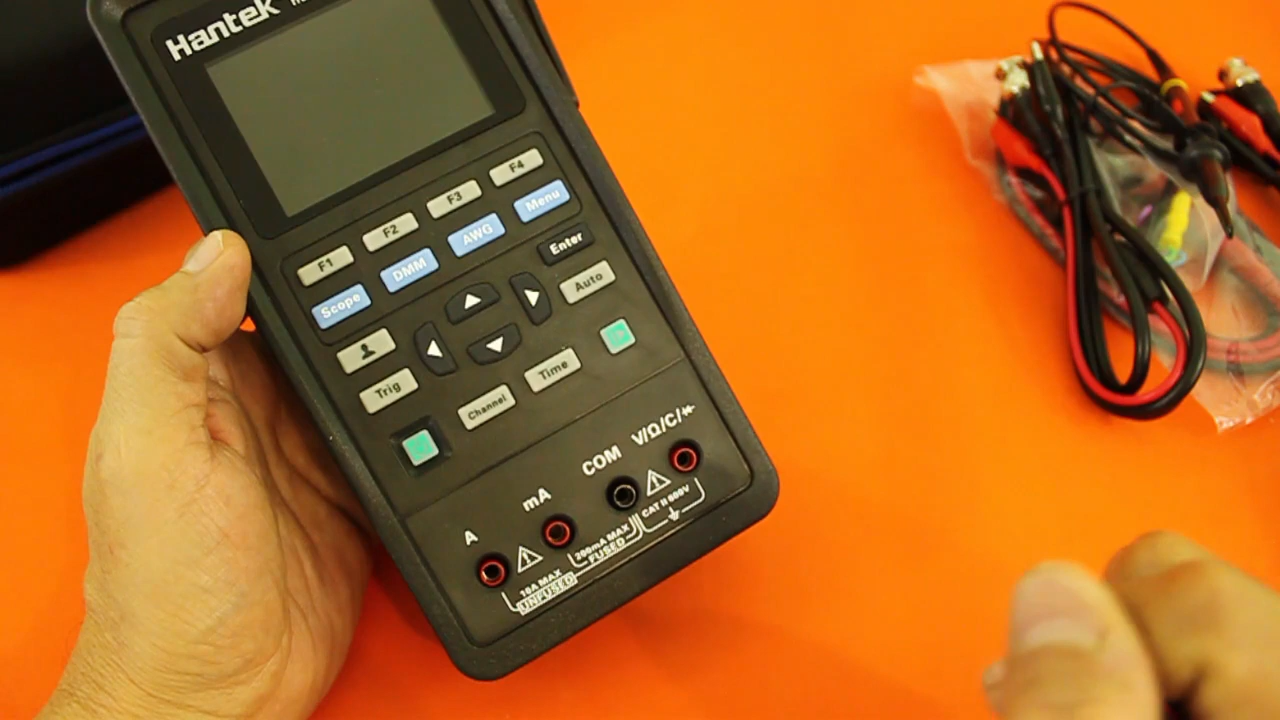 Hantek
F1 F2 F3 F4
Scope DMM AWG Menu
Enter
Auto
Trig Channel Time
A mA COM V/Ω/C/
10A MAX
UNFUSED
200mA MAX
FUSED
CAT II 600V